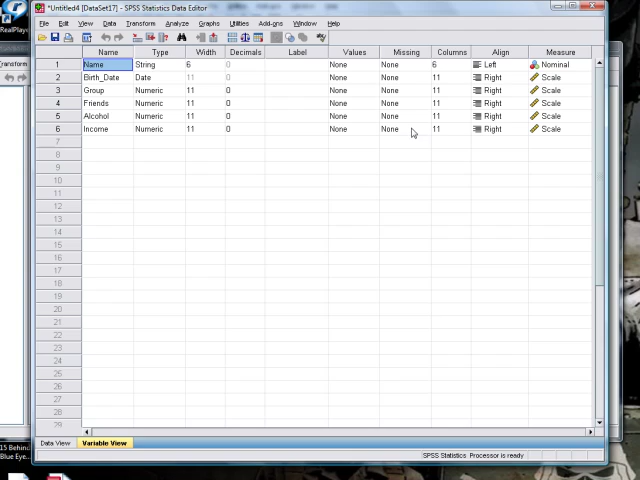 *Untitled4 [DataSet17] - SPSS Statistics Data Editor
RealPlay
File Edit View Data Transform Analyze Graphs Utilities Add-ons Window Help
ransform
Name Type Width Decimals Label Values Missing Columns Align Measure
1 Name String 6 0 None None 6 Left Nominal
2 Birth_Date Date 11 0 None None 11 Right Scale
3 Group Numeric 11 0 None None 11 Right Scale
4 Friends Numeric 11 0 None None 11 Right Scale
5 Alcohol Numeric 11 0 None None 11 Right Scale
6 Income Numeric 11 0 None None 11 Right Scale
7
8
9
10
11
12
13
14
15
16
17
18
19
20
21
22
23
24
25
26
27
28
29
Data View Variable View
15 Behin
Blue Eye...
SPSS Statistics Processor is ready